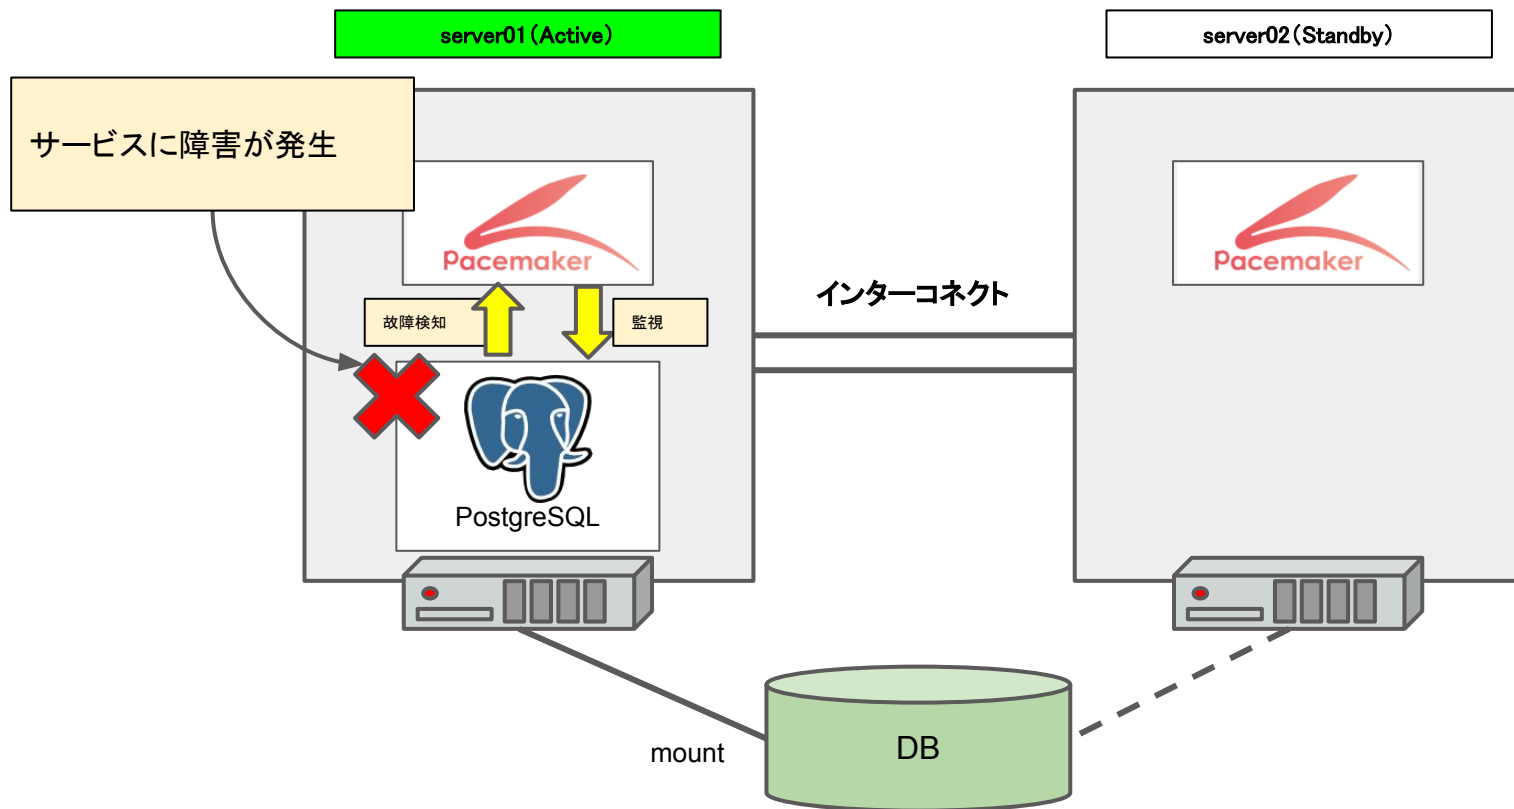 server01（Active）
server02（Standby）
サービスに障害が発生
Pacemaker
Pacemaker
故障検知
監視
インターコネクト
PostgreSQL
mount
DB